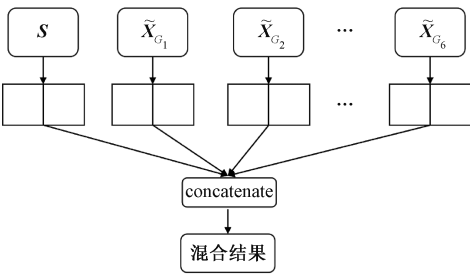 S X̃_{G_1} X̃_{G_2} ... X̃_{G_6}
...
concatenate
混合结果